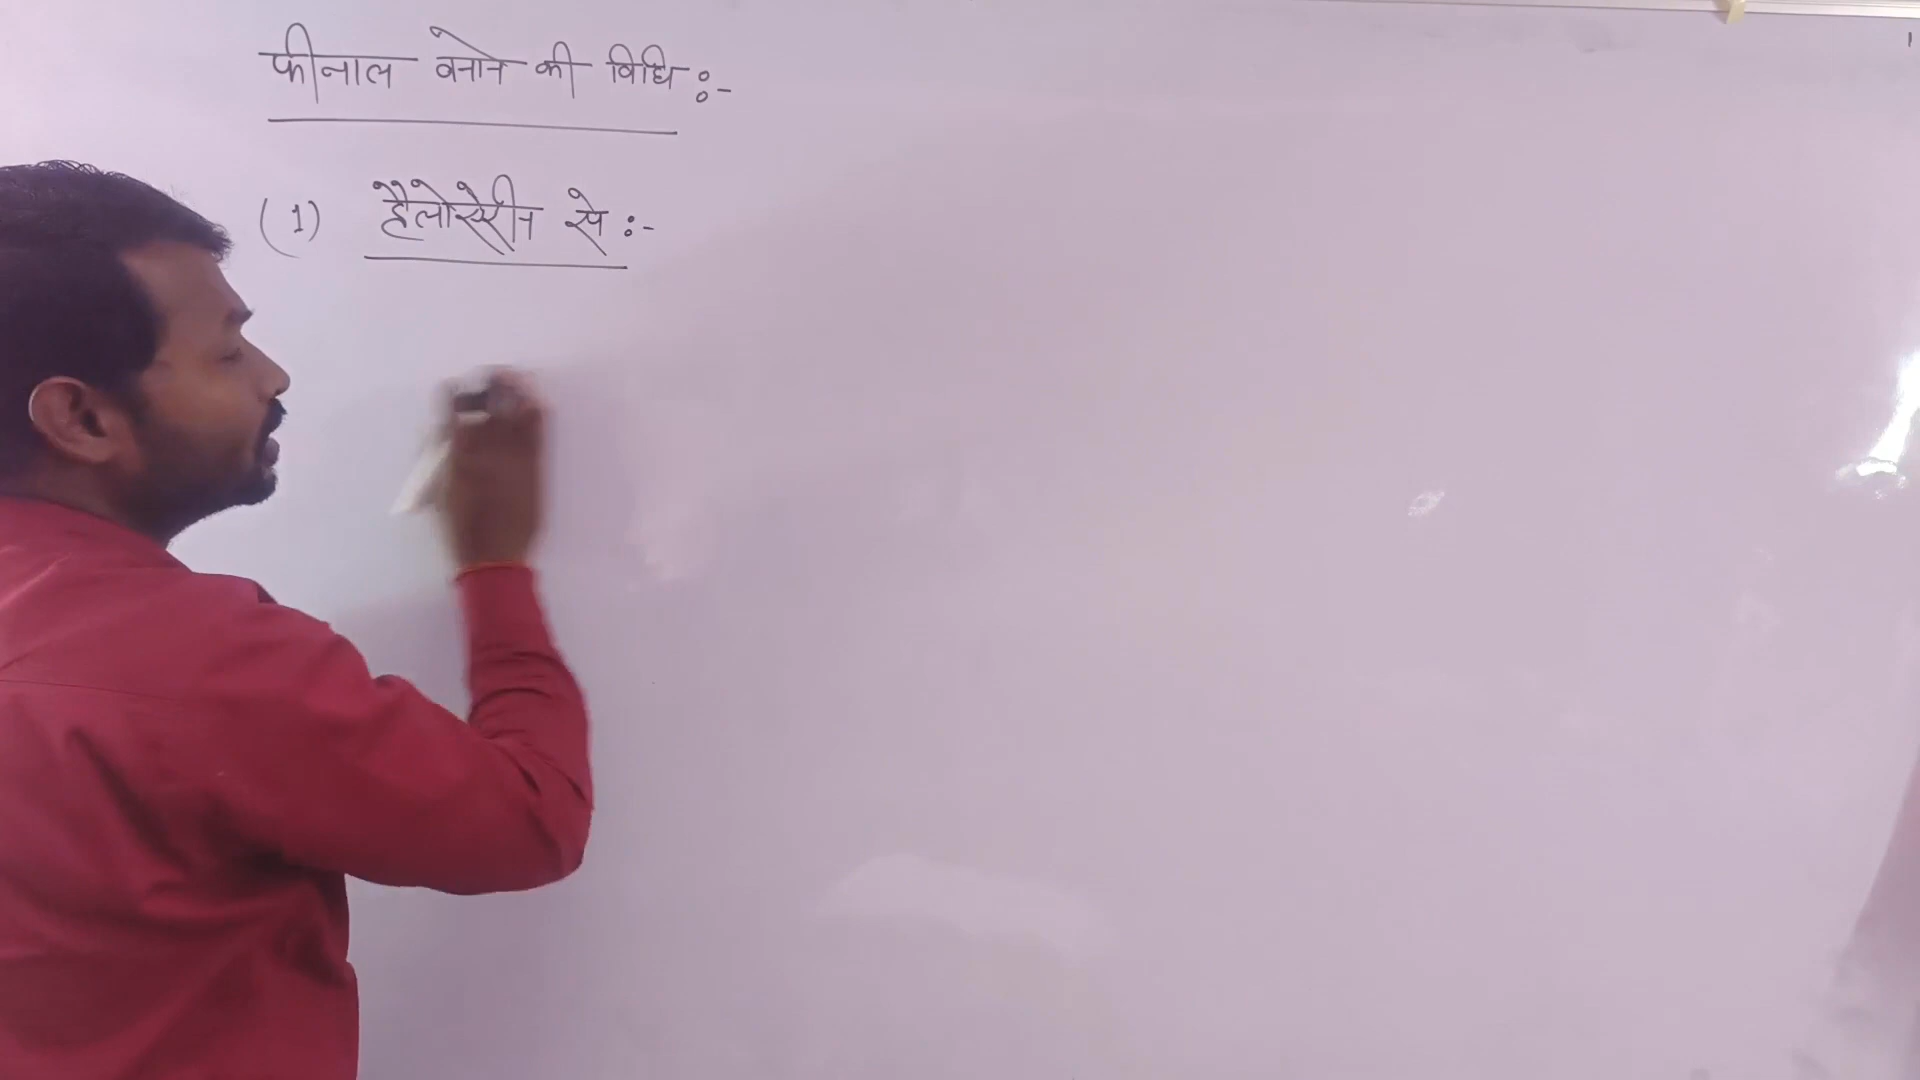 फीनाल बनाने की विधि :-
(1) हैलोऐरीन से :-